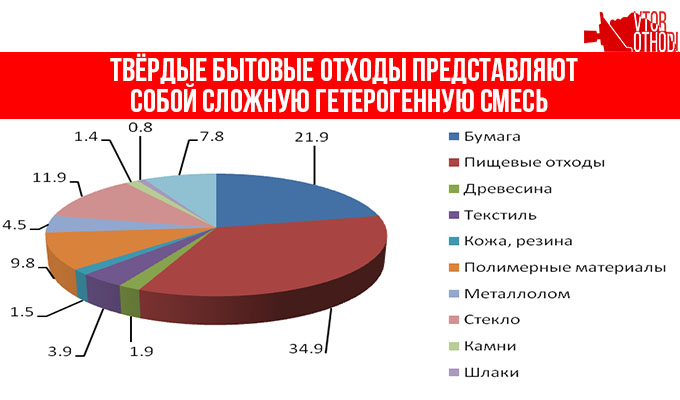 VTOR
OTHODI
ТВЁРДЫЕ БЫТОВЫЕ ОТХОДЫ ПРЕДСТАВЛЯЮТ
СОБОЙ СЛОЖНУЮ ГЕТЕРОГЕННУЮ СМЕСЬ
0.8
1.4
7.8
21.9
11.9
4.5
9.8
1.5
3.9
1.9
34.9
Бумага
Пищевые отходы
Древесина
Текстиль
Кожа, резина
Полимерные материалы
Металлолом
Стекло
Камни
Шлаки